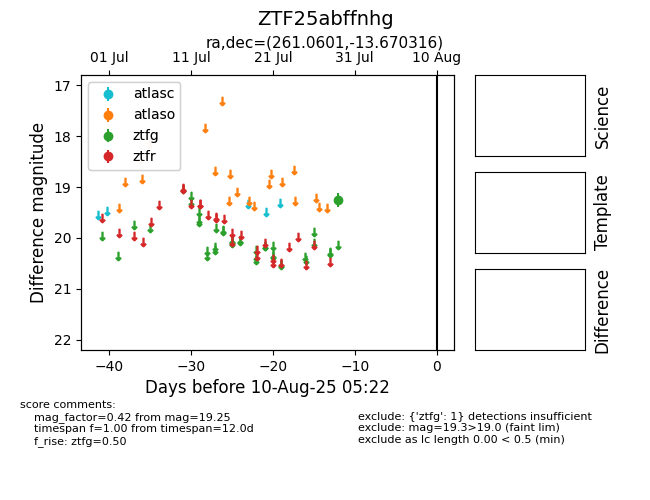 ZTF25abffnhg
ra,dec=(261.0601,-13.670316)
01 Jul 11 Jul 21 Jul 31 Jul 10 Aug
17
18
19
20
21
22
Difference magnitude
atlasc
atlaso
ztfg
ztfr
−40 −30 −20 −10 0
Days before 10-Aug-25 05:22
Science
Template
Difference
score comments:
mag_factor=0.42 from mag=19.25
timespan f=1.00 from timespan=12.0d
f_rise: ztfg=0.50
exclude: {'ztfg': 1} detections insufficient
exclude: mag=19.3>19.0 (faint lim)
exclude as lc length 0.00 < 0.5 (min)